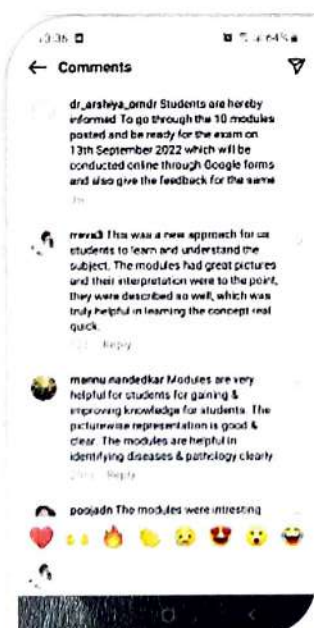 Comments
dr_arshiya_omdr Students are hereby
informed To go through the 10 modules
posted and be ready for the exam on
13th September 2022 which will be
conducted online through Google forms
and also give the feedback for the same
This was a new approach for us
students to learn and understand the
subject. The modules had great pictures
and their interpretation were to the point,
they were described so well, which was
truly helpful in learning the concept real
quick.
Reply
mannu.nandedkar Modules are very
helpful for students for gaining &
improving knowledge for students. The
picturewise representation is good &
clear. The modules are helpful in
identifying diseases & pathology clearly
Reply
poojadn The modules were intresting